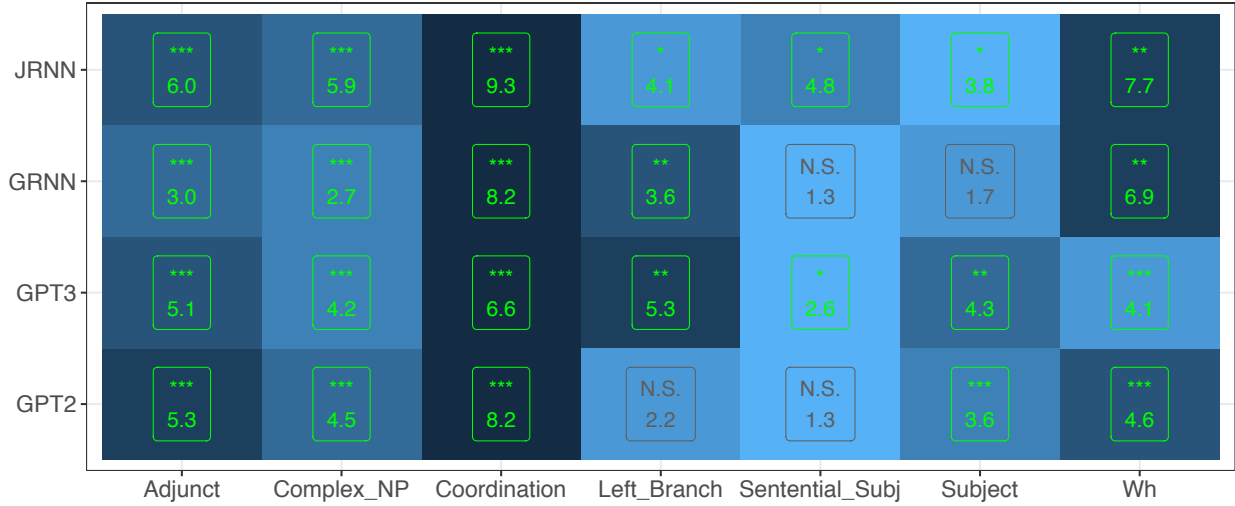 *** *** *** * * * **
JRNN 6.0 5.9 9.3 4.1 4.8 3.8 7.7
*** *** *** ** N.S. N.S. **
GRNN 3.0 2.7 8.2 3.6 1.3 1.7 6.9
*** *** *** ** * ** ***
GPT3 5.1 4.2 6.6 5.3 2.6 4.3 4.1
*** *** *** N.S. N.S. *** ***
GPT2 5.3 4.5 8.2 2.2 1.3 3.6 4.6
Adjunct Complex_NP Coordination Left_Branch Sentential_Subj Subject Wh